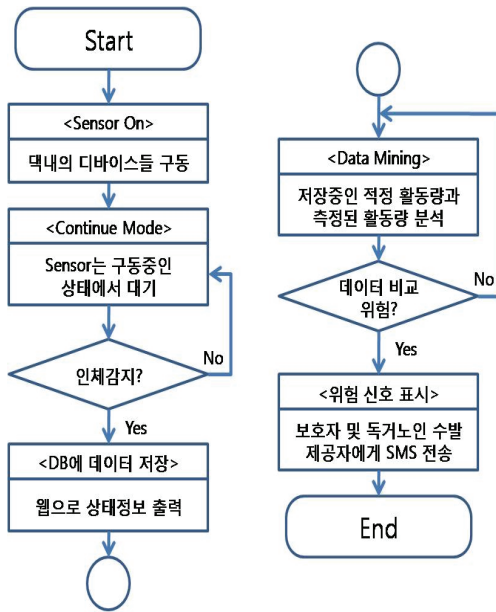 Start
<Sensor On>
댁내의 디바이스들 구동
<Continue Mode>
Sensor는 구동중인
상태에서 대기
No
인체감지?
Yes
<DB에 데이터 저장>
웹으로 상태정보 출력
<Data Mining>
저장중인 적정 활동량과
측정된 활동량 분석
데이터 비교
위험?
No
Yes
<위험 신호 표시>
보호자 및 독거노인 수발
제공자에게 SMS 전송
End